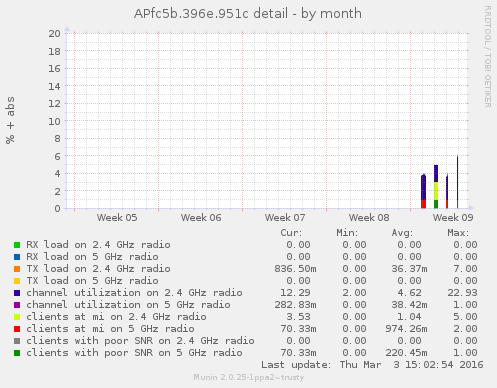 APfc5b.396e.951c detail - by month
RRDTOOL / TOBI OETIKER
% + abs
20
18
16
14
12
10
8
6
4
2
0
Week 05 Week 06 Week 07 Week 08 Week 09
Cur: Min: Avg: Max:
RX load on 2.4 GHz radio 0.00 0.00 0.00 0.00
RX load on 5 GHz radio 0.00 0.00 0.00 0.00
TX load on 2.4 GHz radio 836.50m 0.00 36.37m 7.00
TX load on 5 GHz radio 0.00 0.00 0.00 0.00
channel utilization on 2.4 GHz radio 12.29 2.00 4.62 22.93
channel utilization on 5 GHz radio 282.83m 0.00 38.42m 1.00
clients at mi on 2.4 GHz radio 3.53 0.00 1.04 5.00
clients at mi on 5 GHz radio 70.33m 0.00 974.26m 2.00
clients with poor SNR on 2.4 GHz radio 0.00 0.00 0.00 0.00
clients with poor SNR on 5 GHz radio 70.33m 0.00 220.45m 1.00
Last update: Thu Mar 3 15:02:54 2016
Munin 2.0.25-1ppa2~trusty